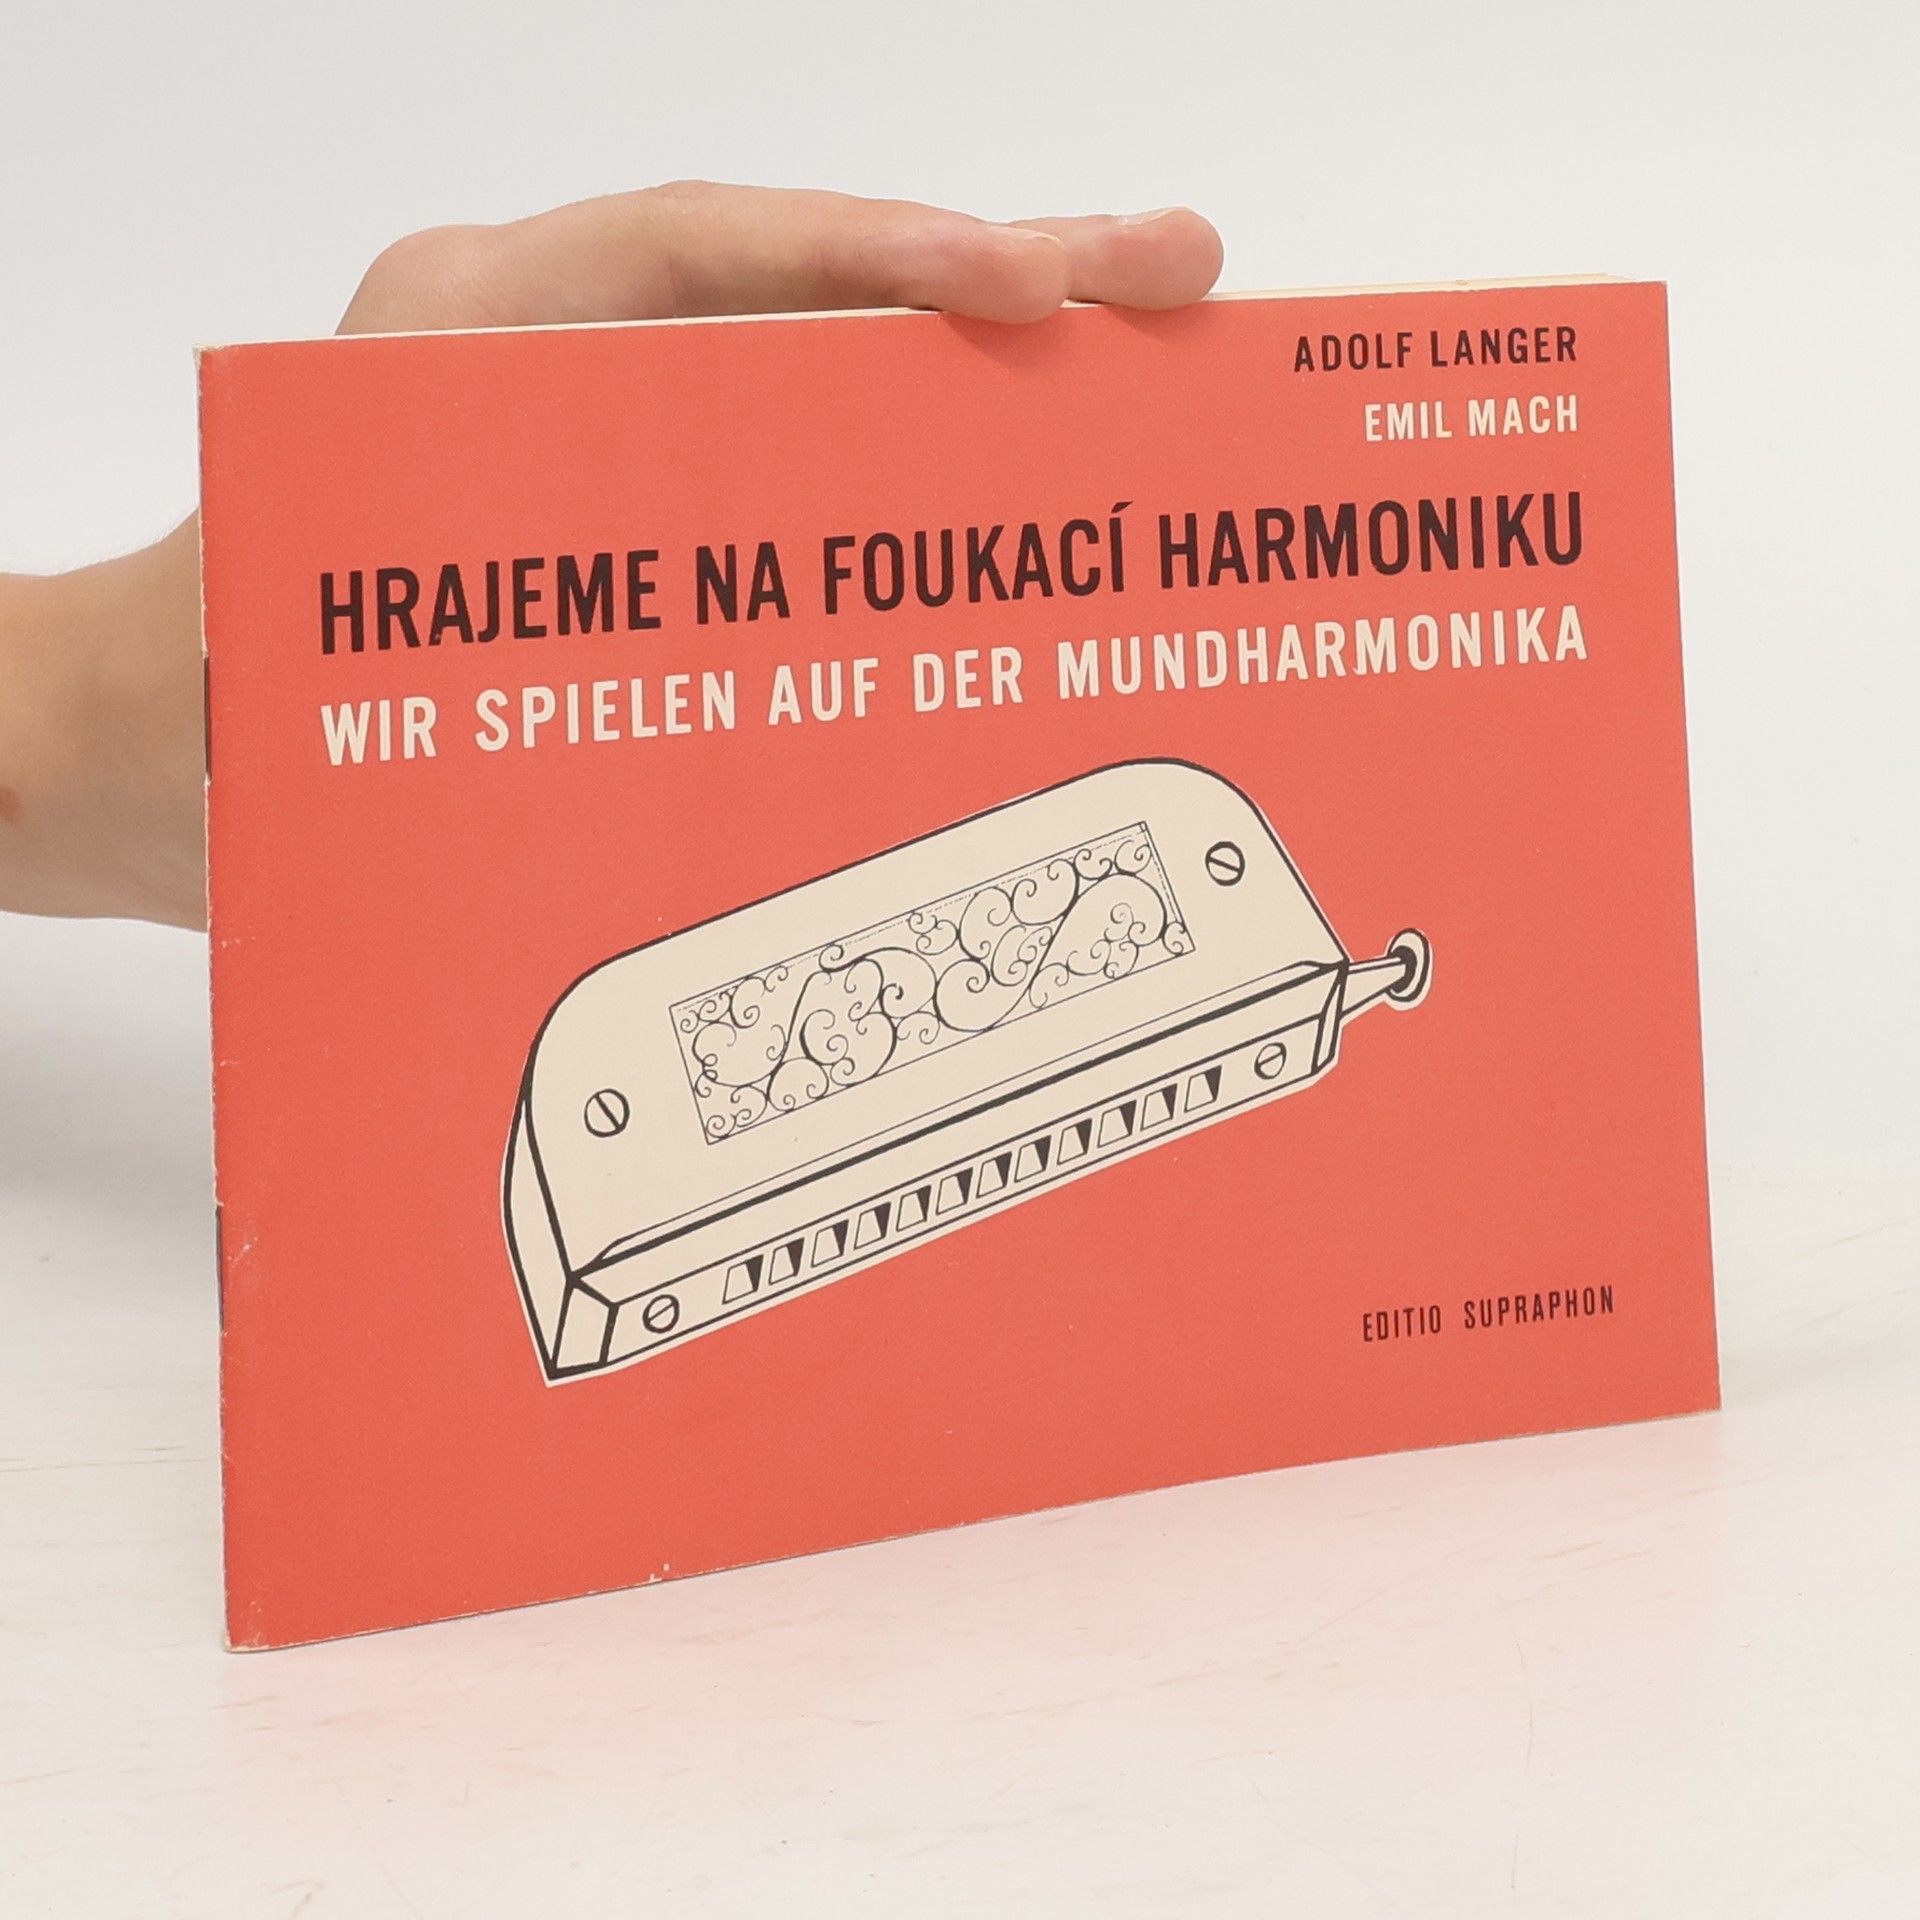 ADOLF LANGER
EMIL MACH
HRAJEME NA FOUKACÍ HARMONIKU
WIR SPIELEN AUF DER MUNDHARMONIKA
EDITIO SUPRAPHON